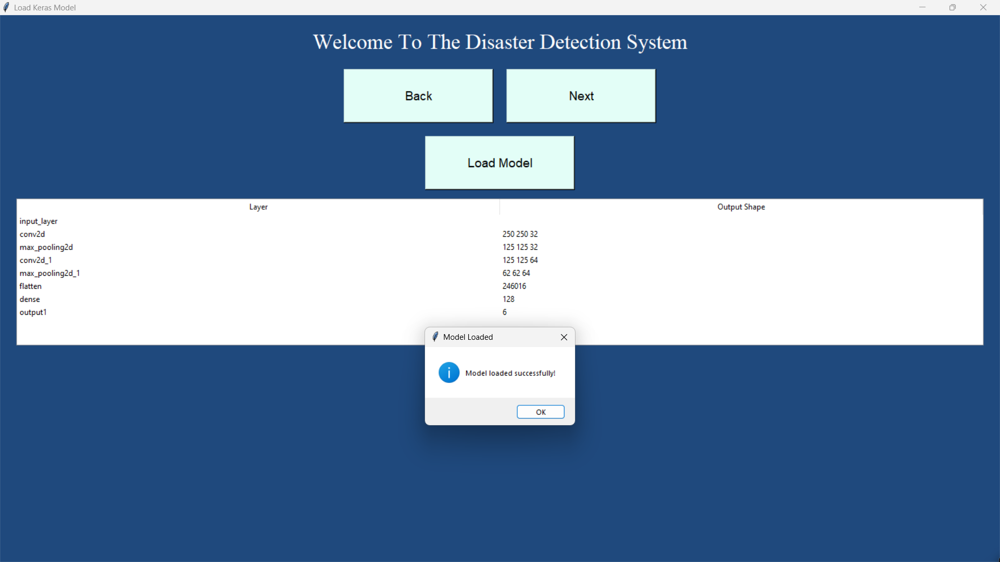 Load Keras Model
Welcome To The Disaster Detection System
Back Next
Load Model
Layer Output Shape
input_layer
conv2d 250 250 32
max_pooling2d 125 125 32
conv2d_1 125 125 64
max_pooling2d_1 62 62 64
flatten 246016
dense 128
output1 6
Model Loaded
i Model loaded successfully!
OK